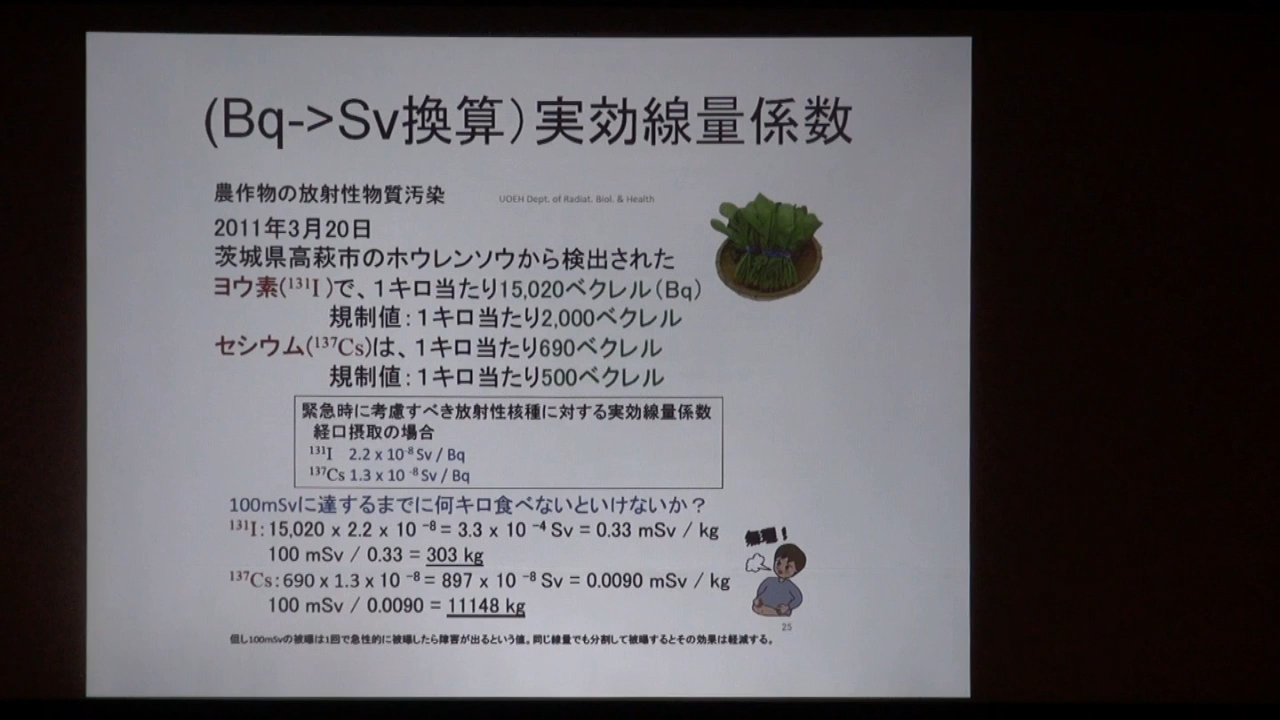 (Bq->Sv換算)実効線量係数
農作物の放射性物質汚染
UOEH Dept. of Radiat. Biol. & Health
2011年3月20日
茨城県高萩市のホウレンソウから検出された
ヨウ素(¹³¹I)で、1キロ当たり15,020ベクレル(Bq)
規制値:1キロ当たり2,000ベクレル
セシウム(¹³⁷Cs)は、1キロ当たり690ベクレル
規制値:1キロ当たり500ベクレル
緊急時に考慮すべき放射性核種に対する実効線量係数
経口摂取の場合
¹³¹I 2.2 x 10⁻⁸ Sv / Bq
¹³⁷Cs 1.3 x 10⁻⁸ Sv / Bq
100mSvに達するまでに何キロ食べないといけないか?
¹³¹I:15,020 x 2.2 x 10⁻⁸ = 3.3 x 10⁻⁴ Sv = 0.33 mSv / kg
100 mSv / 0.33 = 303 kg
¹³⁷Cs:690 x 1.3 x 10⁻⁸ = 897 x 10⁻⁸ Sv = 0.0090 mSv / kg
100 mSv / 0.0090 = 11148 kg
無理!
25
但し100mSvの被曝は1回で急性的に被曝したら障害が出るという値。同じ線量でも分割して被曝するとその効果は軽減する。